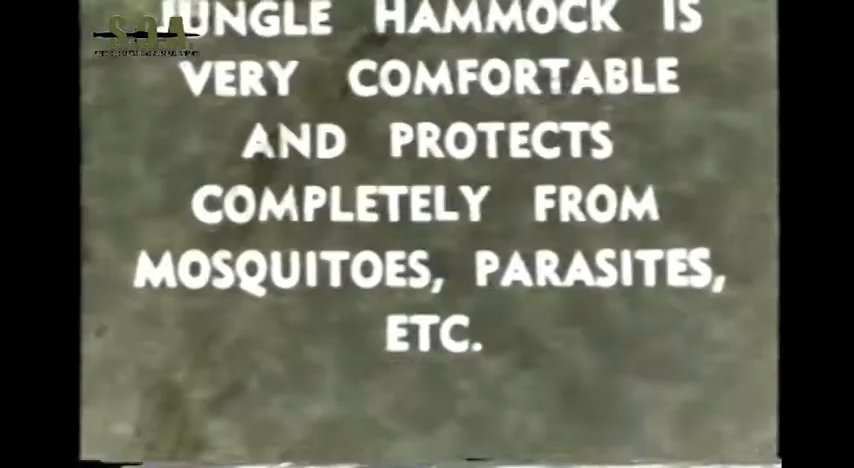 S.O.A.
JUNGLE HAMMOCK IS
VERY COMFORTABLE
AND PROTECTS
COMPLETELY FROM
MOSQUITOES, PARASITES,
ETC.